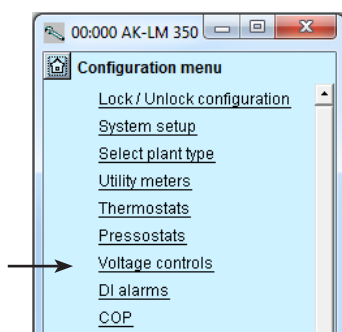 00:000 AK-LM 350
Configuration menu
Lock / Unlock configuration
System setup
Select plant type
Utility meters
Thermostats
Pressostats
Voltage controls
DI alarms
COP